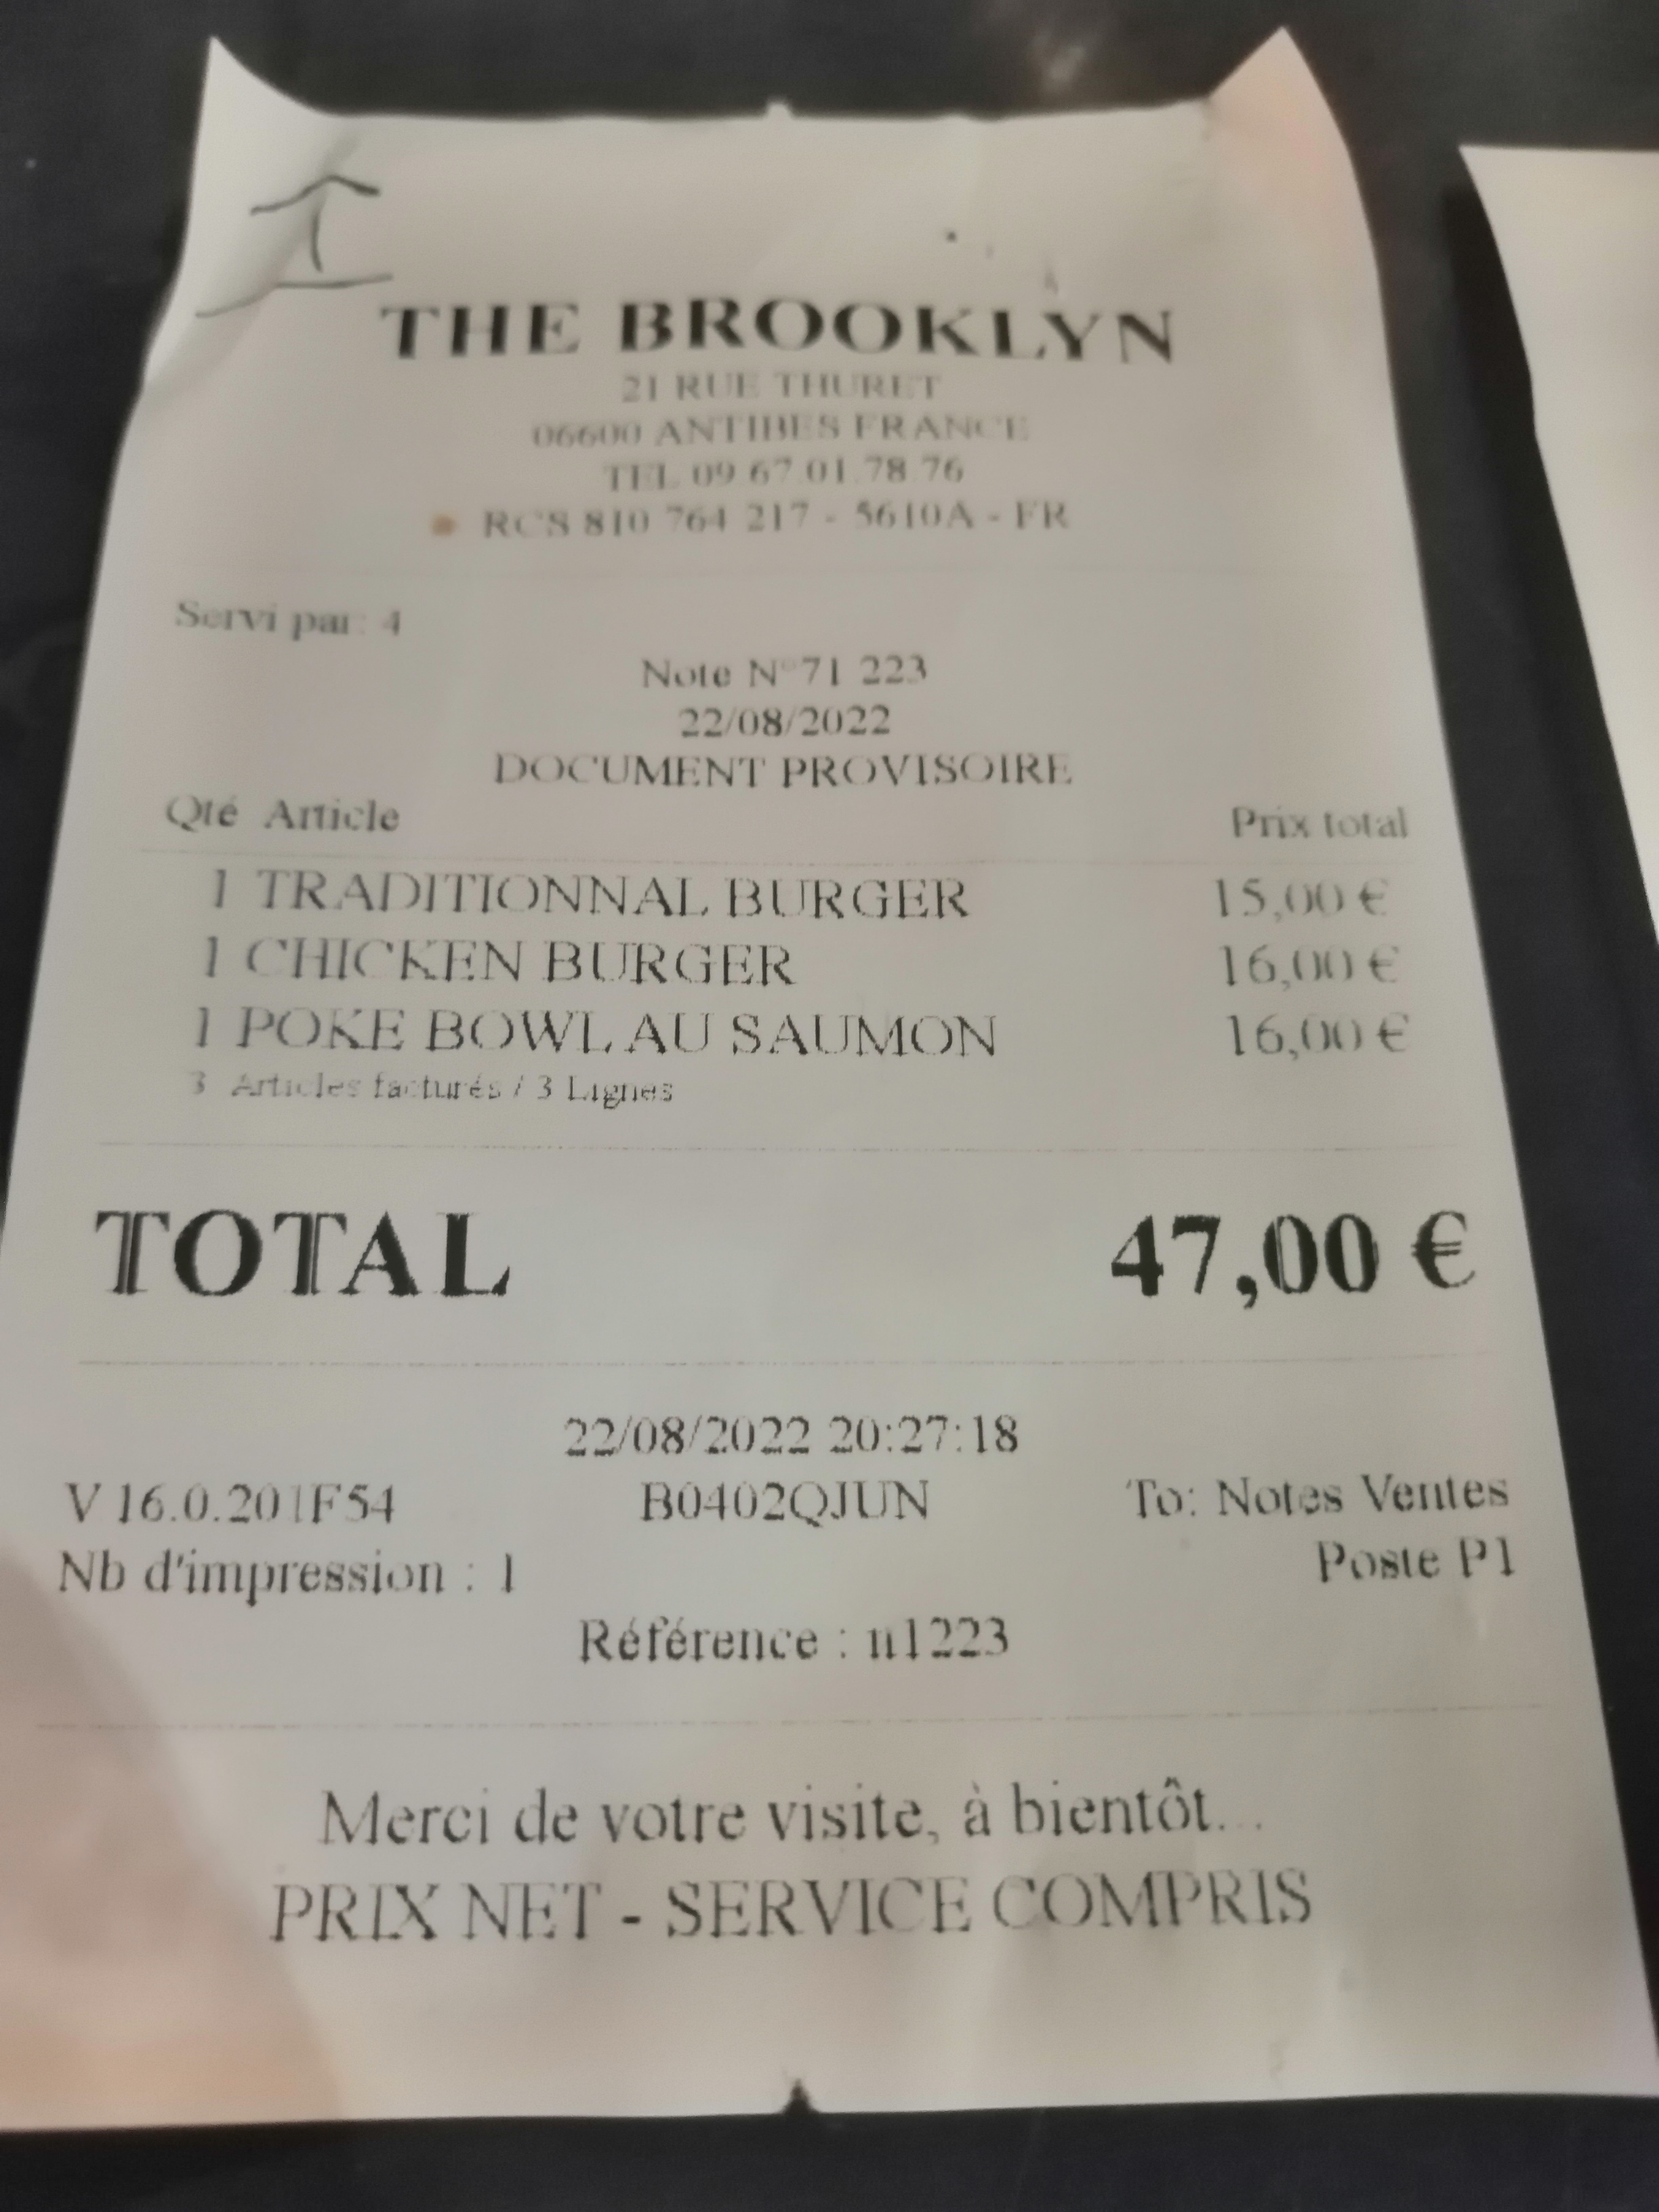 THE BROOKLYN
21 RUE THURET
06600 ANTIBES FRANCE
TEL 09 67 01 78 76
RCS 810 764 217 - 5610A - FR
Servi par: 4
Note N°71 223
22/08/2022
DOCUMENT PROVISOIRE
Qté Article Prix total
1 TRADITIONNAL BURGER 15,00 €
1 CHICKEN BURGER 16,00 €
1 POKE BOWL AU SAUMON 16,00 €
3 Articles facturés / 3 Lignes
TOTAL 47,00 €
22/08/2022 20:27:18
V 16.0.201F54 B0402QJUN To: Notes Ventes
Nb d'impression : 1 Poste P1
Référence : n1223
Merci de votre visite, à bientôt...
PRIX NET - SERVICE COMPRIS